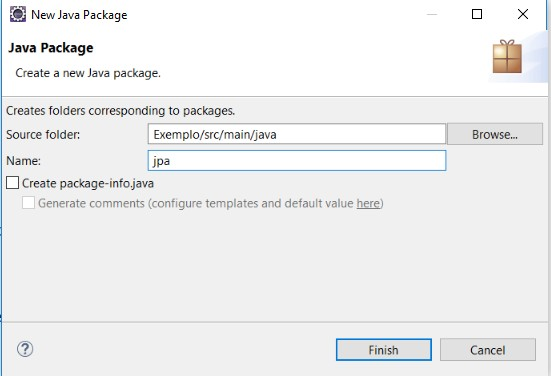 New Java Package
Java Package
Create a new Java package.
Creates folders corresponding to packages.
Source folder: Exemplo/src/main/java Browse...
Name: jpa
Create package-info.java
Generate comments (configure templates and default value here)
? Finish Cancel